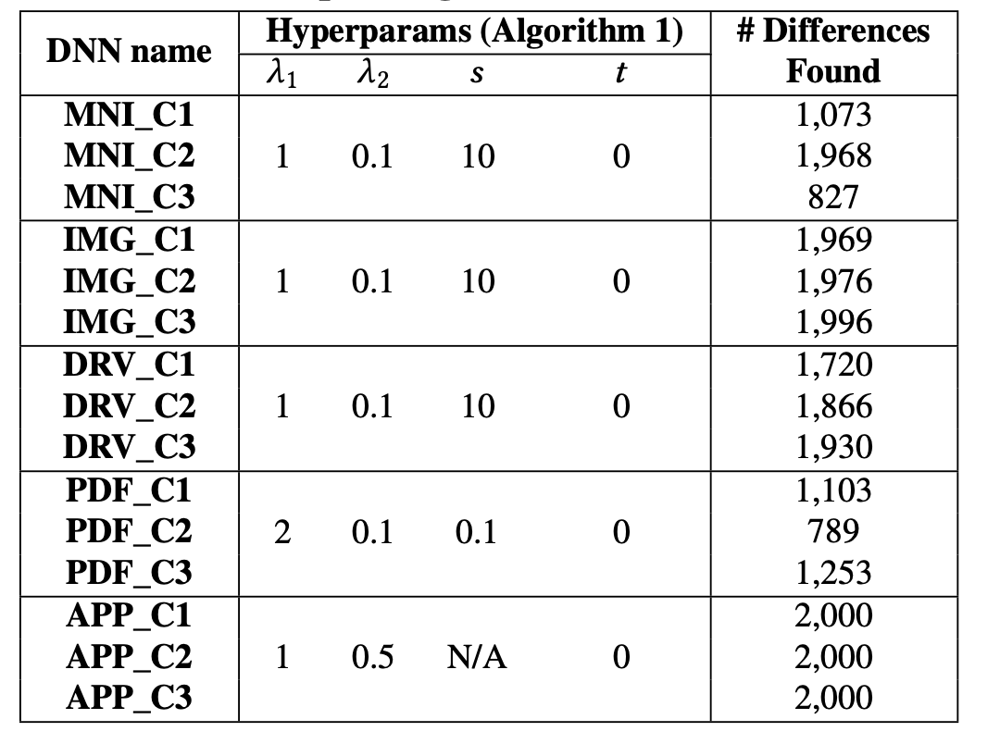 DNN name Hyperparams (Algorithm 1) # Differences Found
λ1 λ2 s t
MNI_C1 1,073
MNI_C2 1 0.1 10 0 1,968
MNI_C3 827
IMG_C1 1,969
IMG_C2 1 0.1 10 0 1,976
IMG_C3 1,996
DRV_C1 1,720
DRV_C2 1 0.1 10 0 1,866
DRV_C3 1,930
PDF_C1 1,103
PDF_C2 2 0.1 0.1 0 789
PDF_C3 1,253
APP_C1 2,000
APP_C2 1 0.5 N/A 0 2,000
APP_C3 2,000